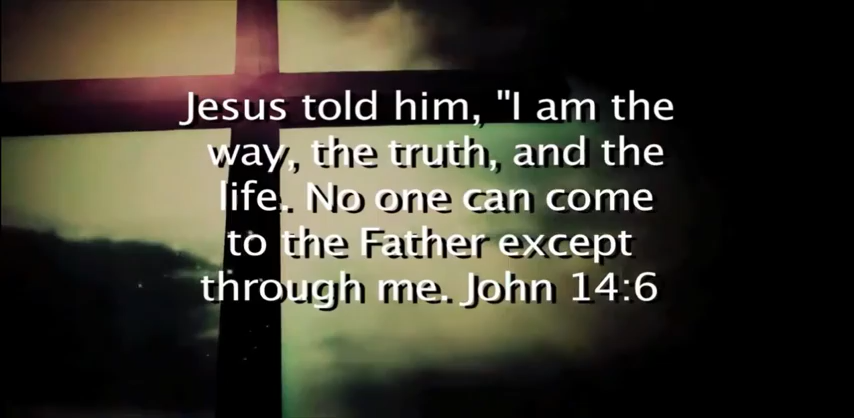 Jesus told him, "I am the
way, the truth, and the
life. No one can come
to the Father except
through me. John 14:6